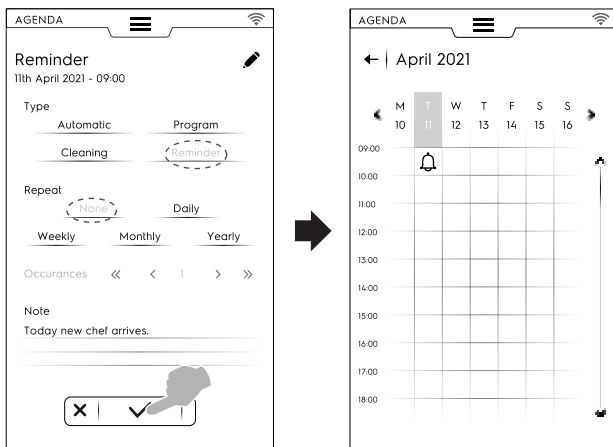 AGENDA
Reminder
11th April 2021 - 09:00
Type
Automatic Program
Cleaning Reminder
Repeat
None Daily
Weekly Monthly Yearly
Occurances 1
Note
Today new chef arrives.
AGENDA
April 2021
M T W T F S S
10 11 12 13 14 15 16
09:00
10:00
11:00
12:00
13:00
14:00
15:00
16:00
17:00
18:00